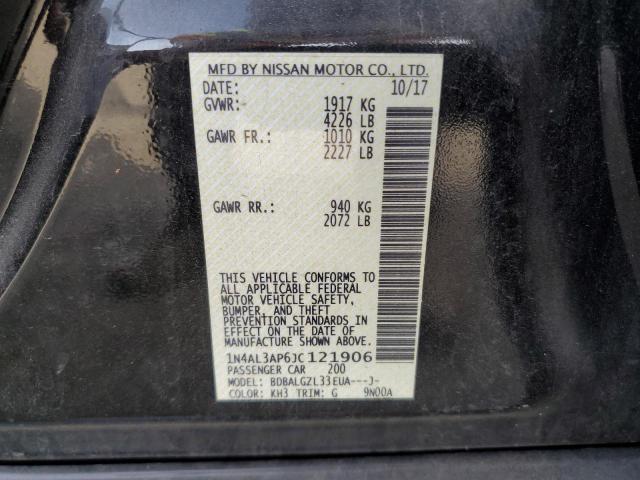 MFD BY NISSAN MOTOR CO., LTD.
DATE: 10/17
GVWR: 1917 KG
4226 LB
GAWR FR.: 1010 KG
2227 LB
GAWR RR.: 940 KG
2072 LB
THIS VEHICLE CONFORMS TO
ALL APPLICABLE FEDERAL
MOTOR VEHICLE SAFETY,
BUMPER, AND THEFT
PREVENTION STANDARDS IN
EFFECT ON THE DATE OF
MANUFACTURE SHOWN ABOVE.
1N4AL3AP6JC121906
PASSENGER CAR 200
MODEL: BDBALGZL33EUA---J-
COLOR: KH3 TRIM: G 9N00A